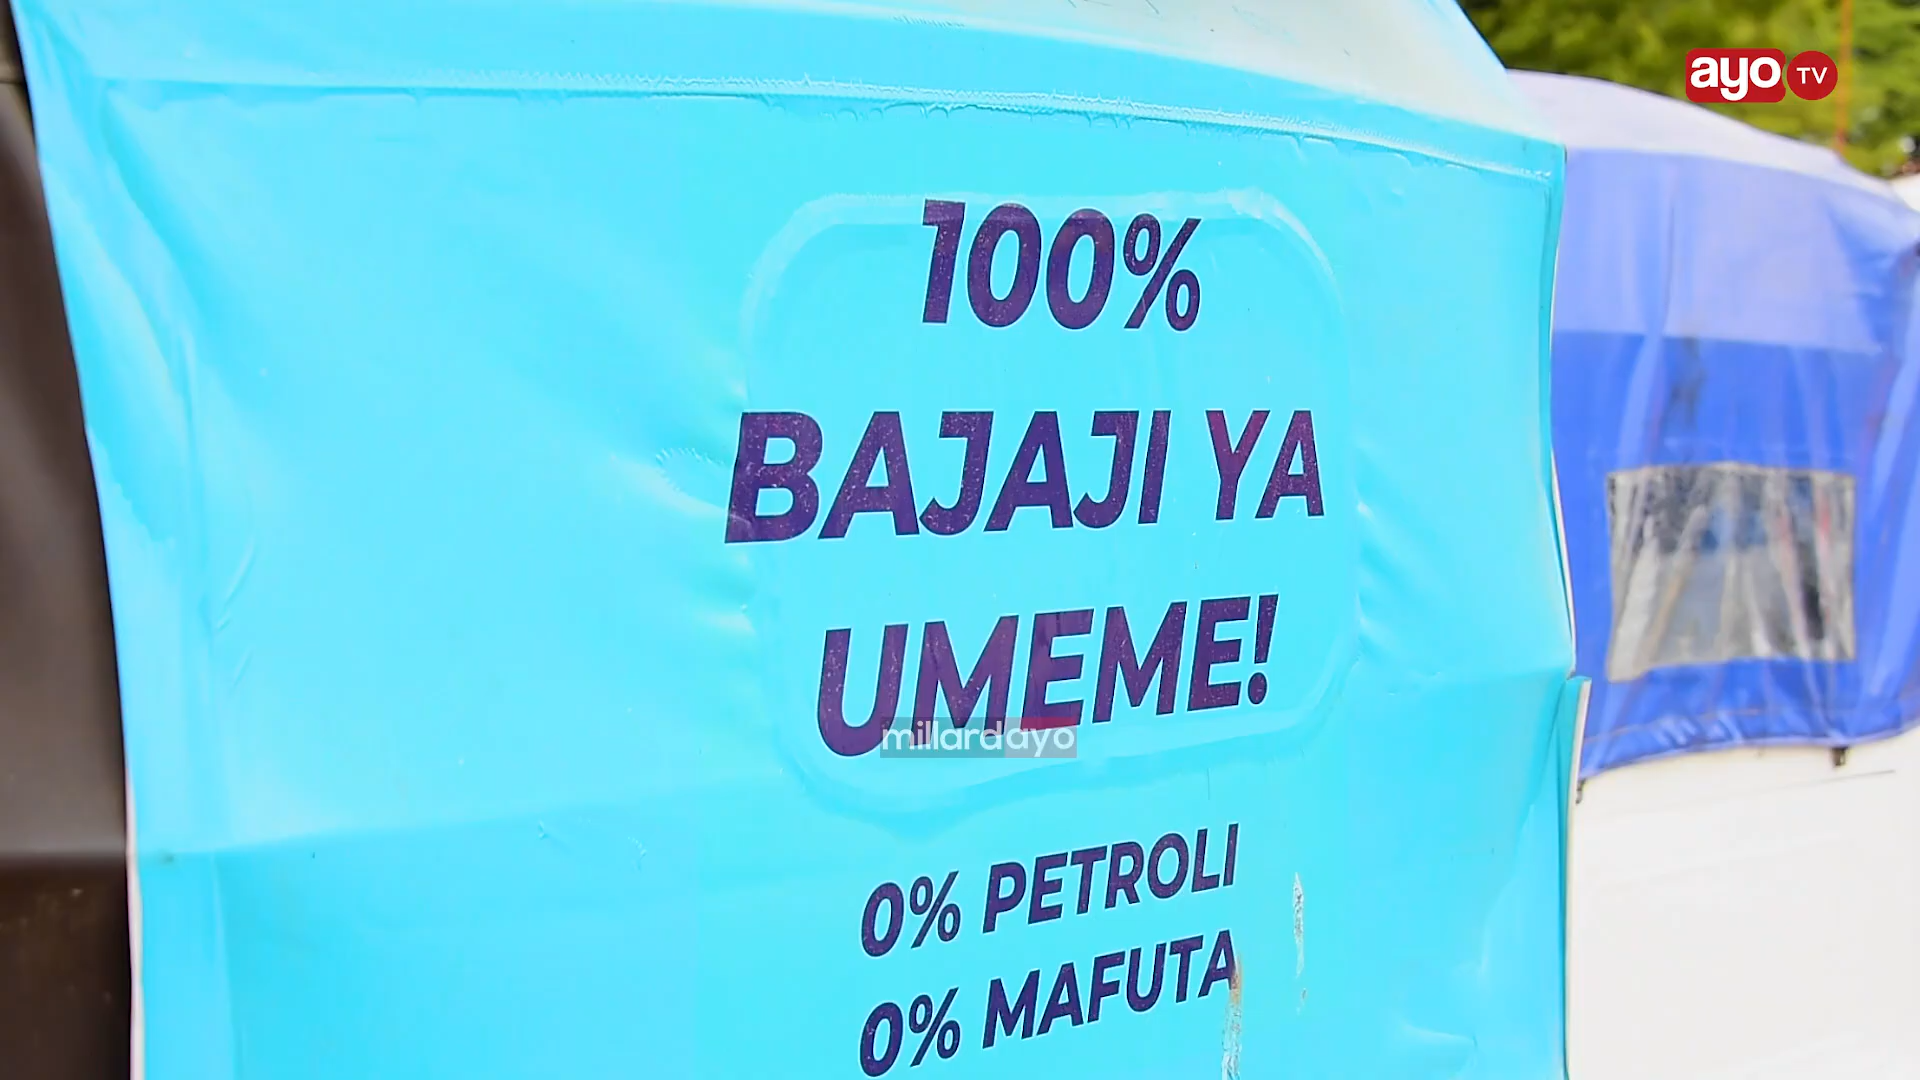 ayo TV
100%
BAJAJI YA
UMEME!
millardayo
0% PETROLI
0% MAFUTA